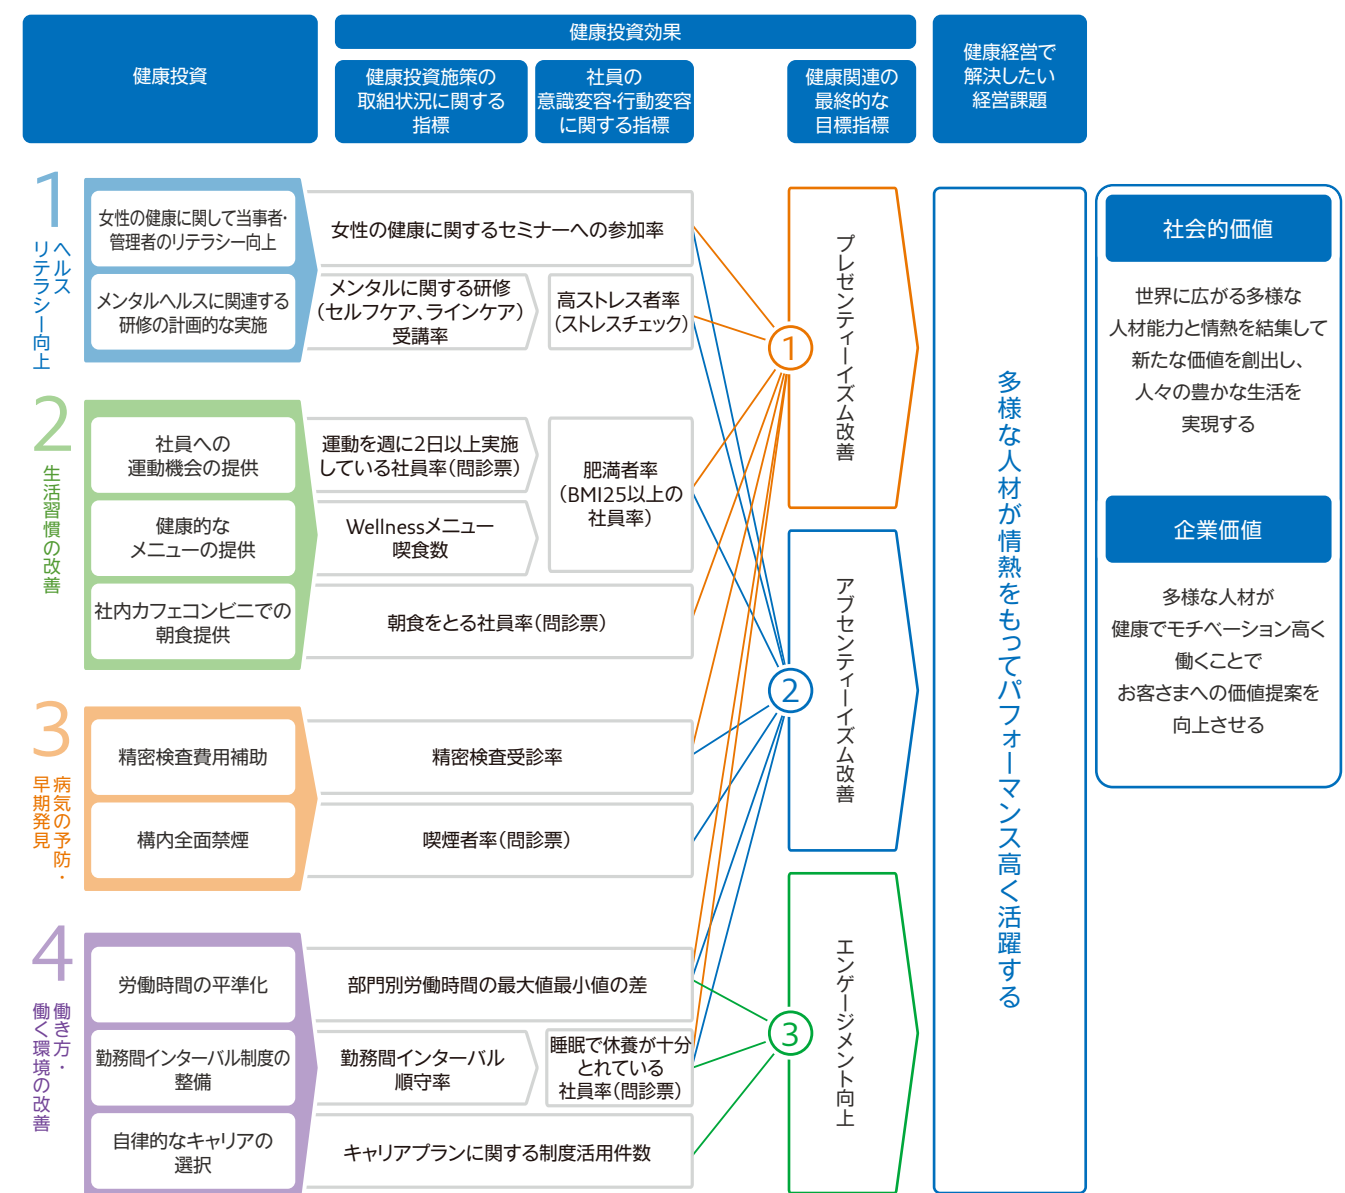 健康投資
健康投資効果
健康投資施策の
取組状況に関する
指標
社員の
意識変容・行動変容
に関する指標
健康関連の
最終的な
目標指標
健康経営で
解決したい
経営課題
1
ヘルス
リテラシー向上
女性の健康に関して当事者・
管理者のリテラシー向上
メンタルヘルスに関連する
研修の計画的な実施
女性の健康に関するセミナーへの参加率
メンタルに関する研修
(セルフケア、ラインケア)
受講率
高ストレス者率
(ストレスチェック)
2
生活習慣の改善
社員への
運動機会の提供
健康的な
メニューの提供
社内カフェコンビニでの
朝食提供
運動を週に2日以上実施
している社員率(問診票)
Wellnessメニュー
喫食数
肥満者率
(BMI25以上の
社員率)
朝食をとる社員率(問診票)
3
病気の予防・
早期発見
精密検査費用補助
構内全面禁煙
精密検査受診率
喫煙者率(問診票)
4
働き方・
働く環境の改善
労働時間の平準化
勤務間インターバル制度の
整備
自律的なキャリアの
選択
部門別労働時間の最大値最小値の差
勤務間インターバル
順守率
睡眠で休養が十分
とれている
社員率(問診票)
キャリアプランに関する制度活用件数
1
プレゼンティーイズム改善
2
アブセンティーイズム改善
3
エンゲージメント向上
多様な人材が情熱をもってパフォーマンス高く活躍する
社会的価値
世界に広がる多様な
人材能力と情熱を結集して
新たな価値を創出し、
人々の豊かな生活を
実現する
企業価値
多様な人材が
健康でモチベーション高く
働くことで
お客さまへの価値提案を
向上させる